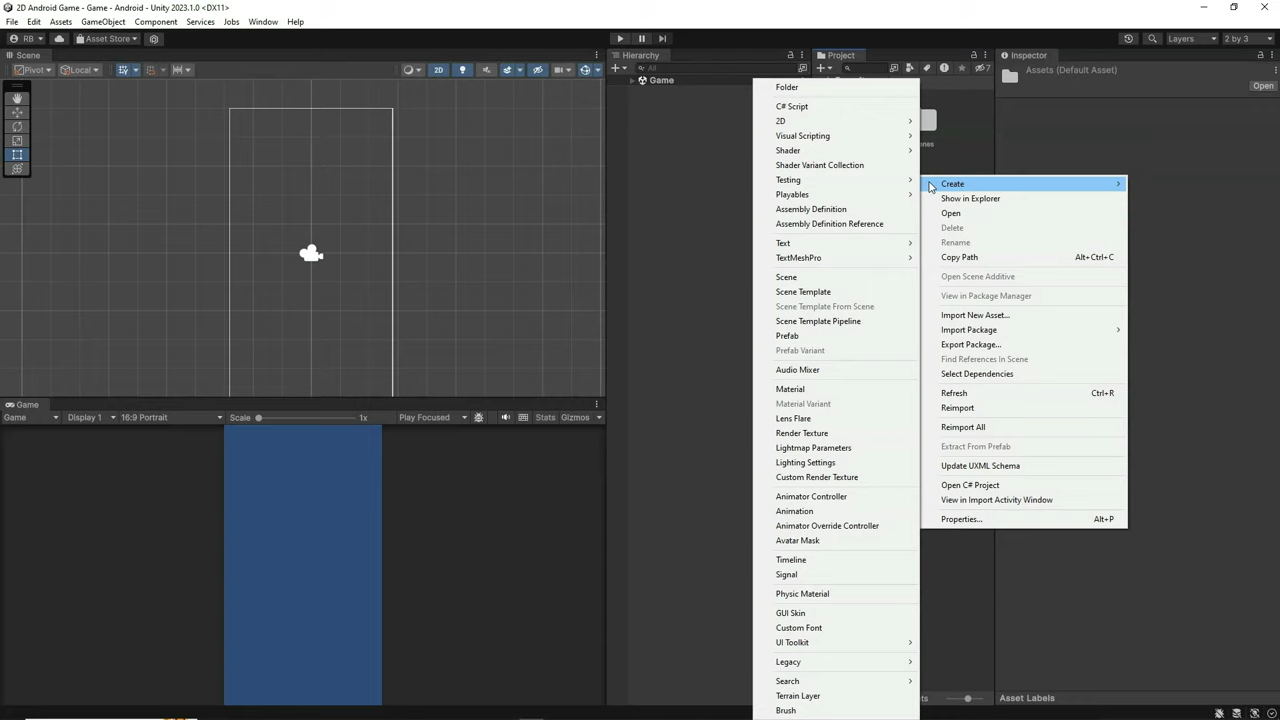 2D Android Game - Game - Android - Unity 2023.1.0 <DX11>
File Edit Assets GameObject Component Services Jobs Window Help
RB Asset Store Layers 2 by 3
Scene Hierarchy Project Inspector
Pivot Local 2D All 7 Assets (Default Asset)
Game
Open
Folder
C# Script
2D
Visual Scripting
Shader
Shader Variant Collection
Testing
Playables
Assembly Definition
Assembly Definition Reference
Text
TextMeshPro
Scene
Scene Template
Scene Template From Scene
Scene Template Pipeline
Prefab
Prefab Variant
Audio Mixer
Material
Material Variant
Lens Flare
Render Texture
Lightmap Parameters
Lighting Settings
Custom Render Texture
Animator Controller
Animation
Animator Override Controller
Avatar Mask
Timeline
Signal
Physic Material
GUI Skin
Custom Font
UI Toolkit
Legacy
Search
Terrain Layer
Brush
Create
Show in Explorer
Open
Delete
Rename
Copy Path Alt+Ctrl+C
Open Scene Additive
View in Package Manager
Import New Asset...
Import Package
Export Package...
Find References In Scene
Select Dependencies
Refresh Ctrl+R
Reimport
Reimport All
Extract From Prefab
Update UXML Schema
Open C# Project
View in Import Activity Window
Properties... Alt+P
Game
Game Display 1 16:9 Portrait Scale 1x Play Focused Stats Gizmos
Asset Labels